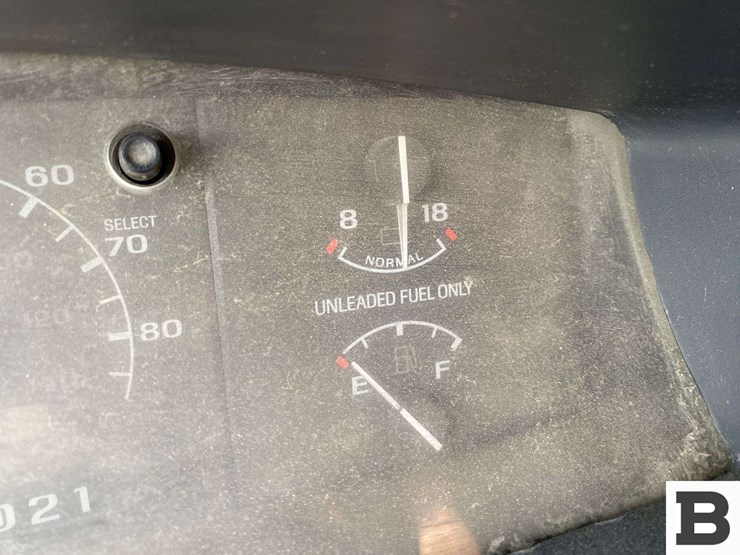 60
SELECT
70
80
021
8 18
NORMAL
UNLEADED FUEL ONLY
E F
B